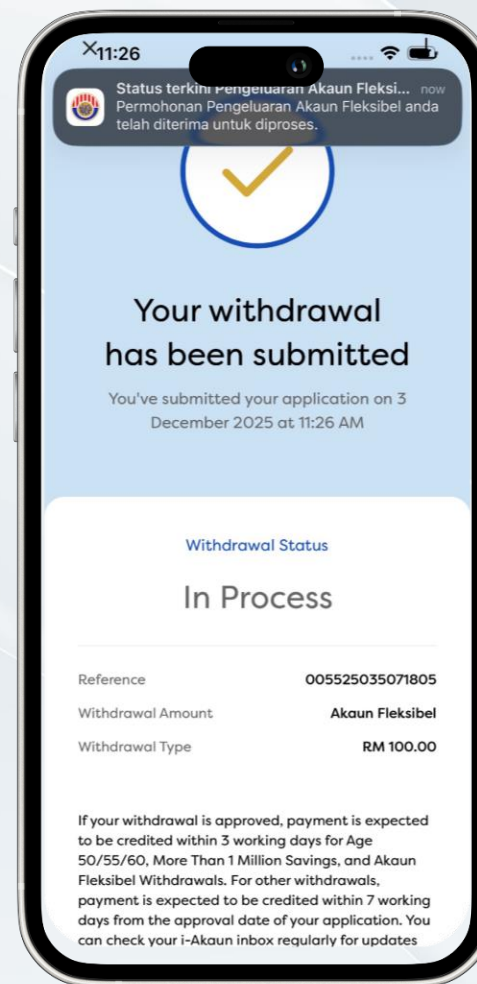 11:26
Status terkini Pengeluaran Akaun Fleksi... now
Permohonan Pengeluaran Akaun Fleksibel anda
telah diterima untuk diproses.
Your withdrawal
has been submitted
You've submitted your application on 3
December 2025 at 11:26 AM
Withdrawal Status
In Process
Reference 005525035071805
Withdrawal Amount Akaun Fleksibel
Withdrawal Type RM 100.00
If your withdrawal is approved, payment is expected
to be credited within 3 working days for Age
50/55/60, More Than 1 Million Savings, and Akaun
Fleksibel Withdrawals. For other withdrawals,
payment is expected to be credited within 7 working
days from the approval date of your application. You
can check your i-Akaun inbox regularly for updates